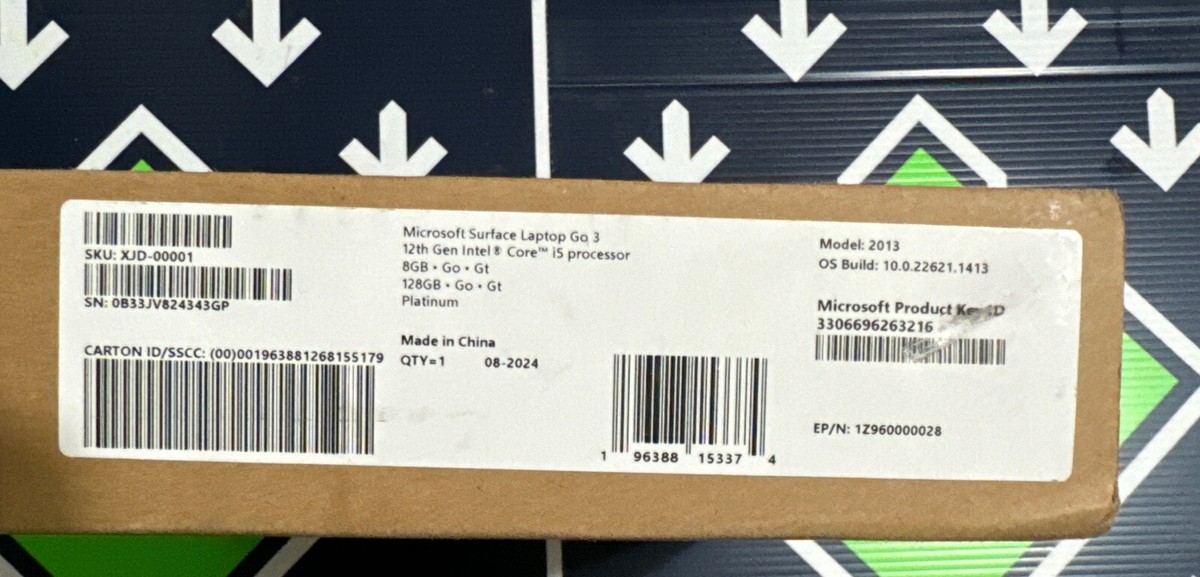 SKU: XJD-00001
SN: 0B33JV824343GP
CARTON ID/SSCC: (00)001963881268155179
Microsoft Surface Laptop Go 3
12th Gen Intel® Core™ i5 processor
8GB • Go • Gt
128GB • Go • Gt
Platinum
Made in China
QTY=1 08-2024
1 96388 15337 4
Model: 2013
OS Build: 10.0.22621.1413
Microsoft Product Key ID
3306696263216
EP/N: 1Z960000028